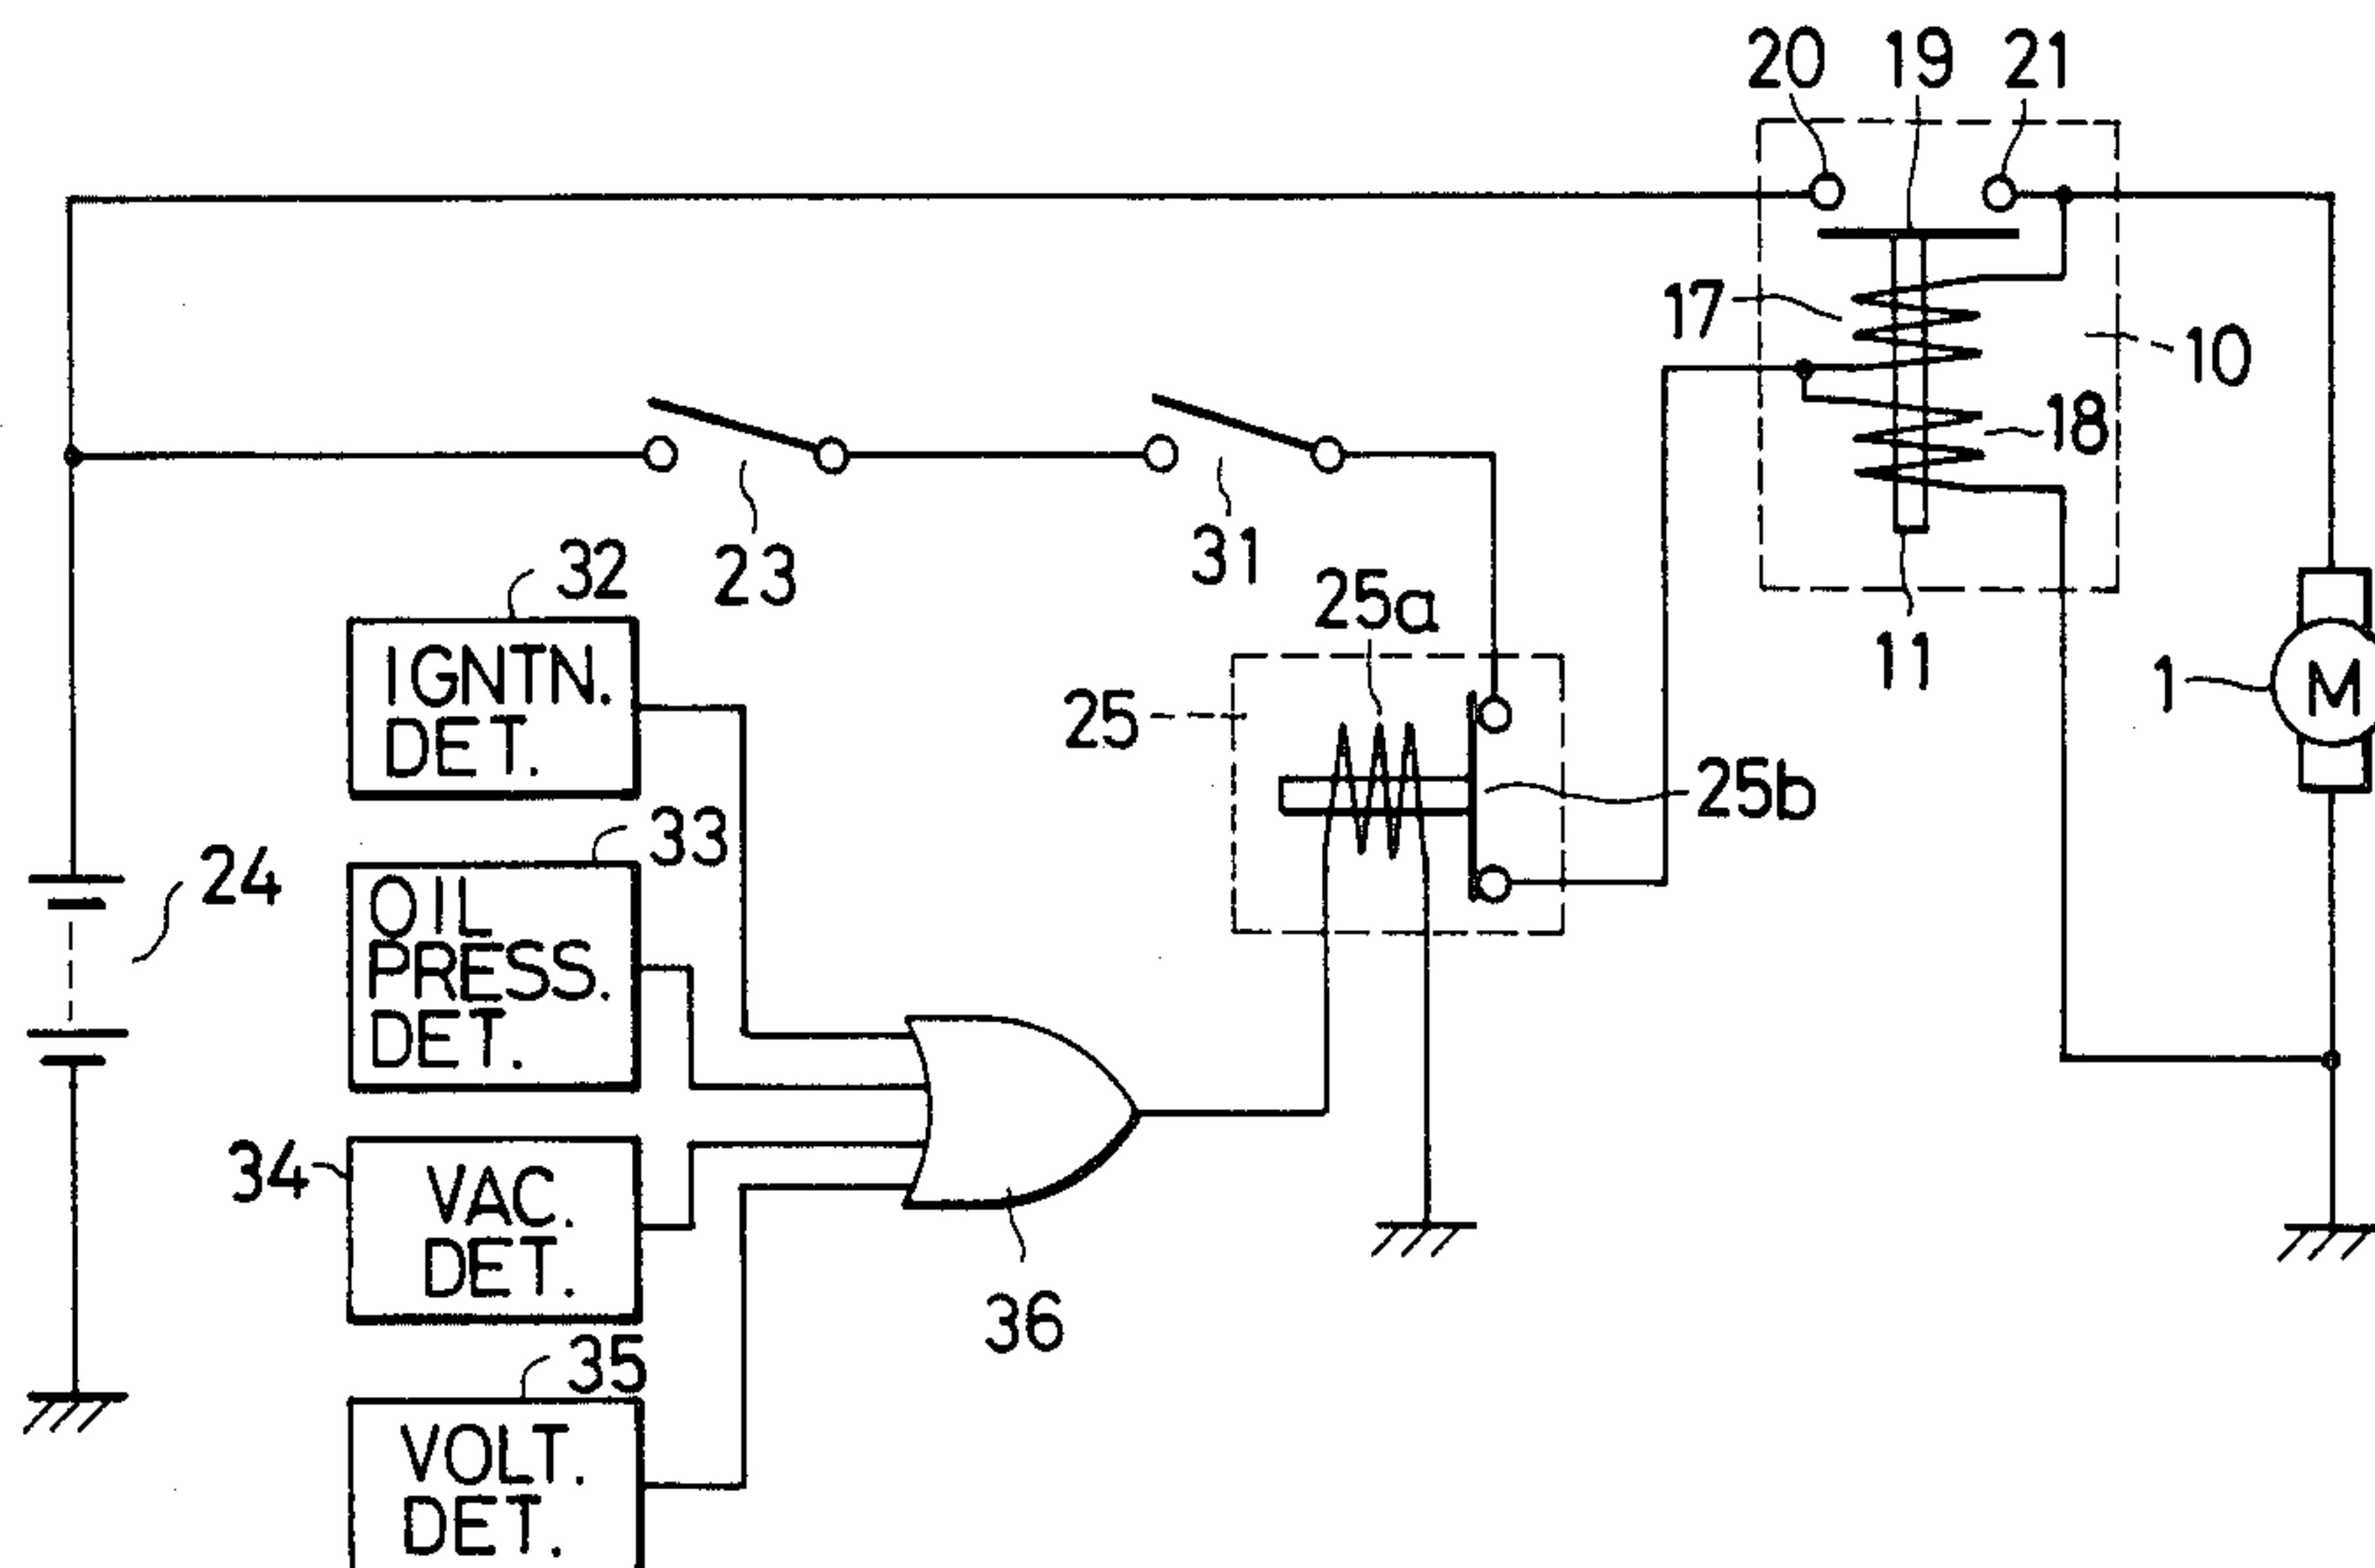 20 19 21
17
10
18
23
31
11
32
IGNTN.
DET.
25a
25
1
M
25b
33
OIL
PRESS.
DET.
24
34
VAC.
DET.
36
35
VOLT.
DET.